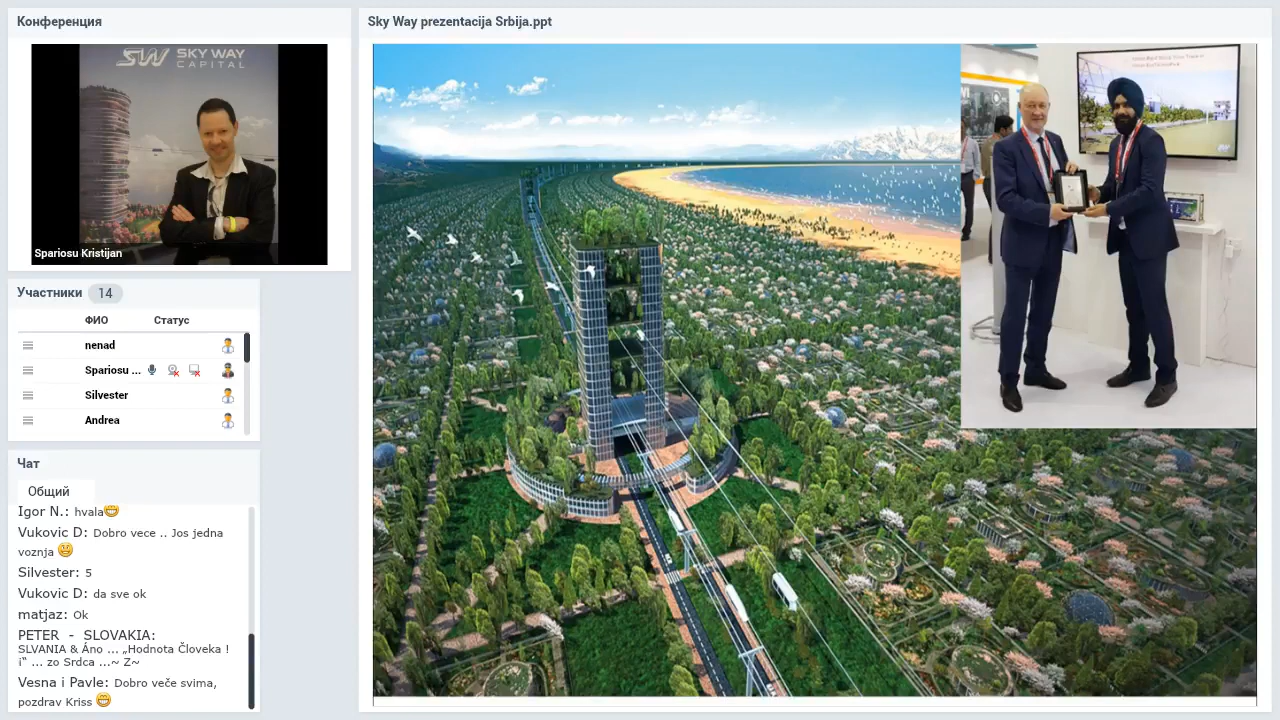 Конференция
SW SKY WAY
CAPITAL
Spariosu Kristijan
Участники 14
ФИО Статус
nenad
Spariosu ...
Silvester
Andrea
Чат
Общий
Igor N.: hvala
Vukovic D: Dobro vece .. Jos jedna
voznja
Silvester: 5
Vukovic D: da sve ok
matjaz: Ok
PETER - SLOVAKIA:
SLVANIA & Áno ... „Hodnota Človeka !
i“ ... zo Srdca ...~ Z~
Vesna i Pavle: Dobro veče svima,
pozdrav Kriss
Sky Way prezentacija Srbija.ppt